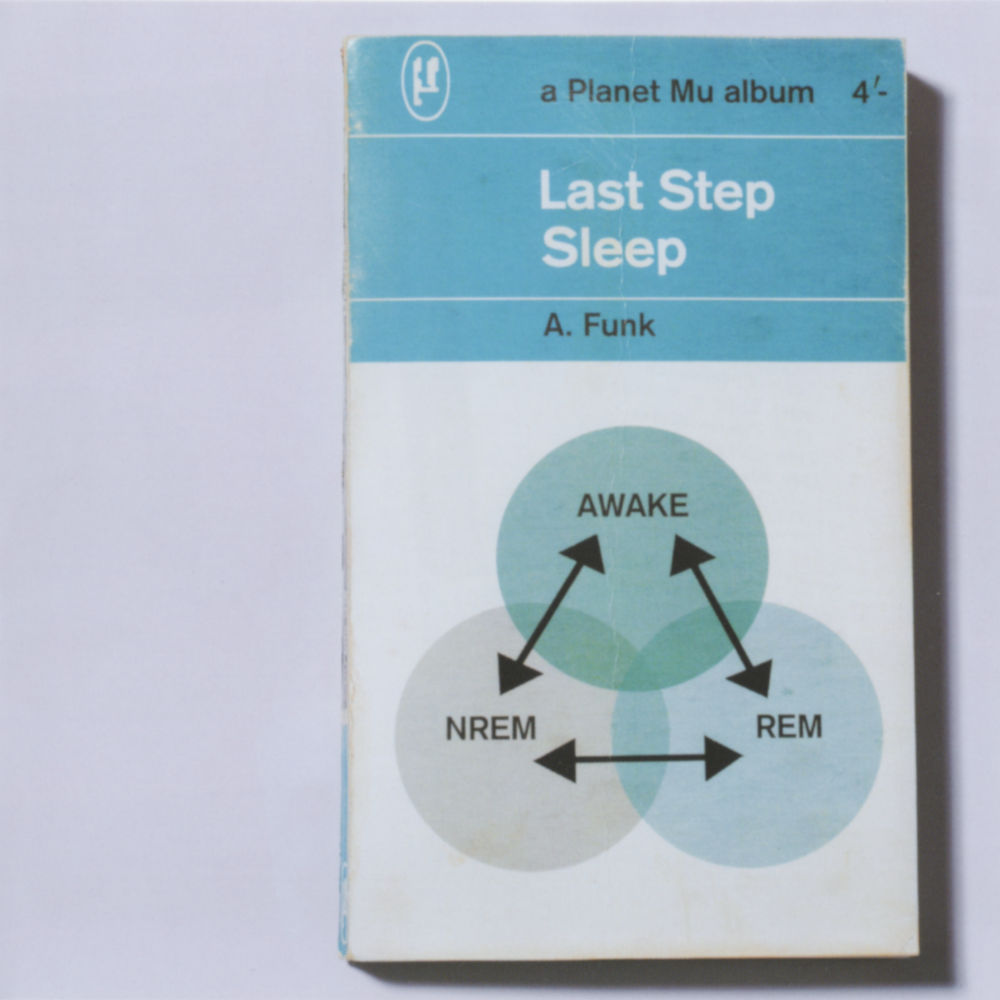 a Planet Mu album 4'-
Last Step
Sleep
A. Funk
AWAKE
NREM
REM